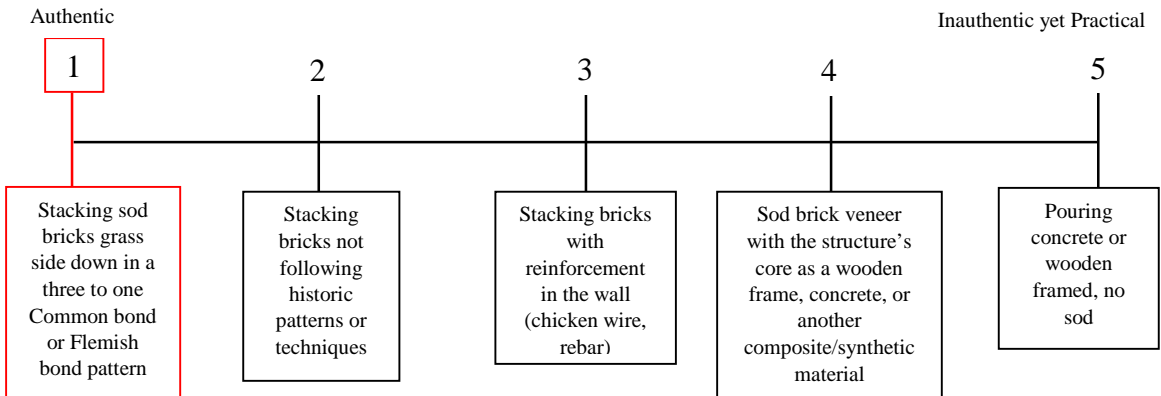 Authentic
Inauthentic yet Practical
1
2
3
4
5
Stacking sod
bricks grass
side down in a
three to one
Common bond
or Flemish
bond pattern
Stacking
bricks not
following
historic
patterns or
techniques
Stacking bricks
with
reinforcement
in the wall
(chicken wire,
rebar)
Sod brick veneer
with the structure’s
core as a wooden
frame, concrete, or
another
composite/synthetic
material
Pouring
concrete or
wooden
framed, no
sod